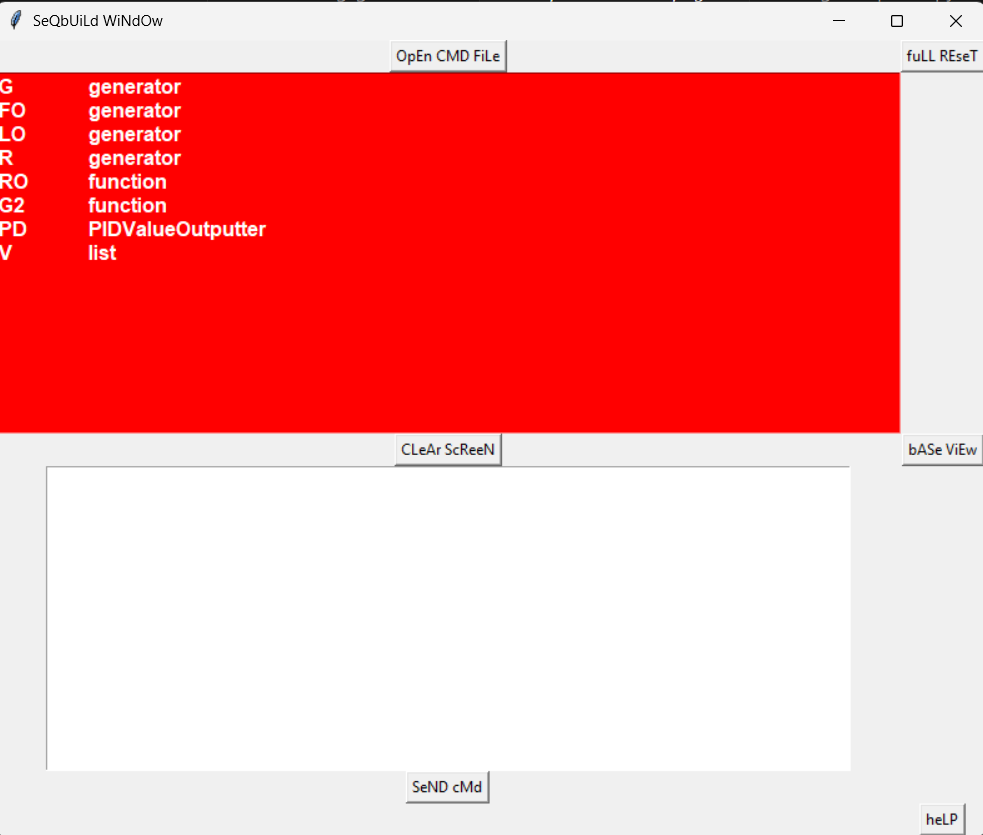 SeQbUiLd WiNdOw
OpEn CMD FiLe
fuLL REseT
G generator
FO generator
LO generator
R generator
RO function
G2 function
PD PIDValueOutputter
V list
CLeAr ScReeN
bASe ViEw
SeND cMd
heLP